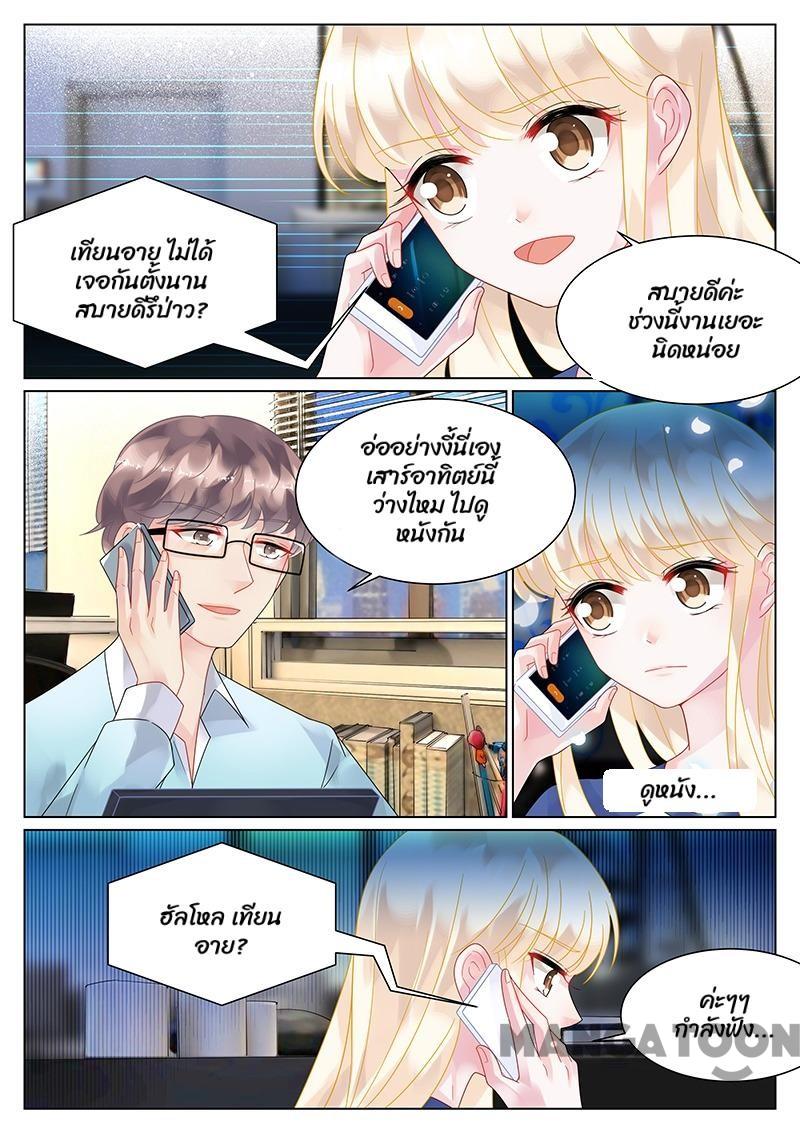 เทียนอาย ไม่ได้
เจอกันตั้งนาน
สบายดีรึป่าว?
สบายดีค่ะ
ช่วงนี้งานเยอะ
นิดหน่อย
อ่ออย่างงี้นี่เอง
เสาร์อาทิตย์นี้
ว่างไหม ไปดู
หนังกัน
ดูหนัง...
ฮัลโหล เทียน
อาย?
ค่ะๆๆ
กำลังฟัง...
MANGATOON